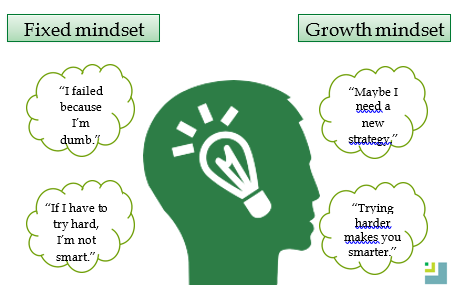 Fixed mindset
Growth mindset
“I failed
because
I’m
dumb.”
“Maybe I
need a
new
strategy.”
“If I have to
try hard,
I’m not
smart.”
“Trying
harder
makes you
smarter.”